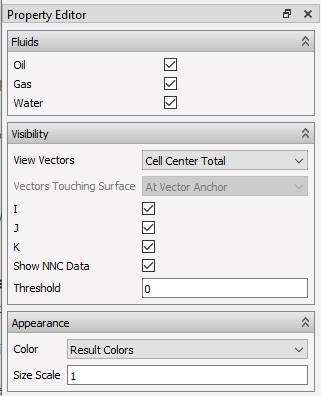 Property Editor
Fluids
Oil
Gas
Water
Visibility
View Vectors Cell Center Total
Vectors Touching Surface At Vector Anchor
I
J
K
Show NNC Data
Threshold 0
Appearance
Color Result Colors
Size Scale 1